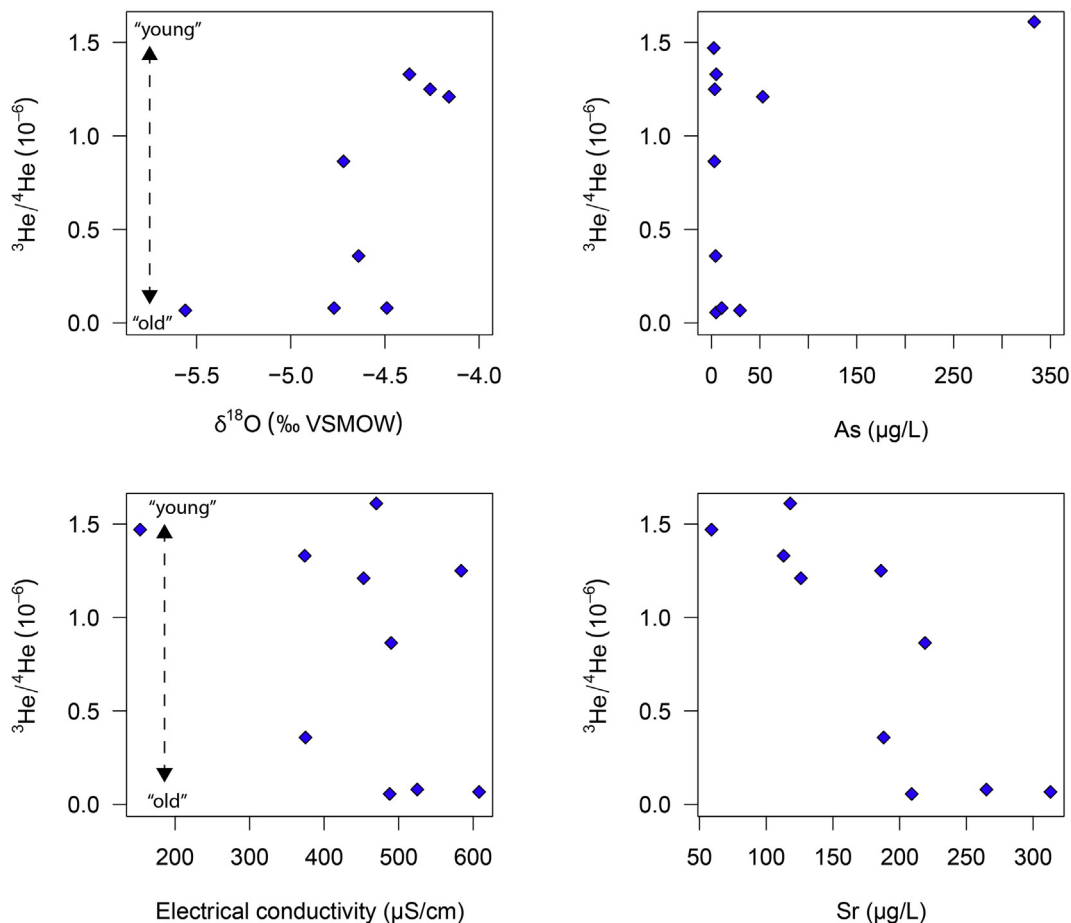 “young”
1.5
1.0
0.5
0.0
“old”
³He/⁴He (10⁻⁶)
−5.5 −5.0 −4.5 −4.0
δ¹⁸O (‰ VSMOW)
1.5
1.0
0.5
0.0
³He/⁴He (10⁻⁶)
0 50 150 250 350
As (µg/L)
“young”
1.5
1.0
0.5
0.0
“old”
³He/⁴He (10⁻⁶)
200 300 400 500 600
Electrical conductivity (µS/cm)
1.5
1.0
0.5
0.0
³He/⁴He (10⁻⁶)
50 100 150 200 250 300
Sr (µg/L)